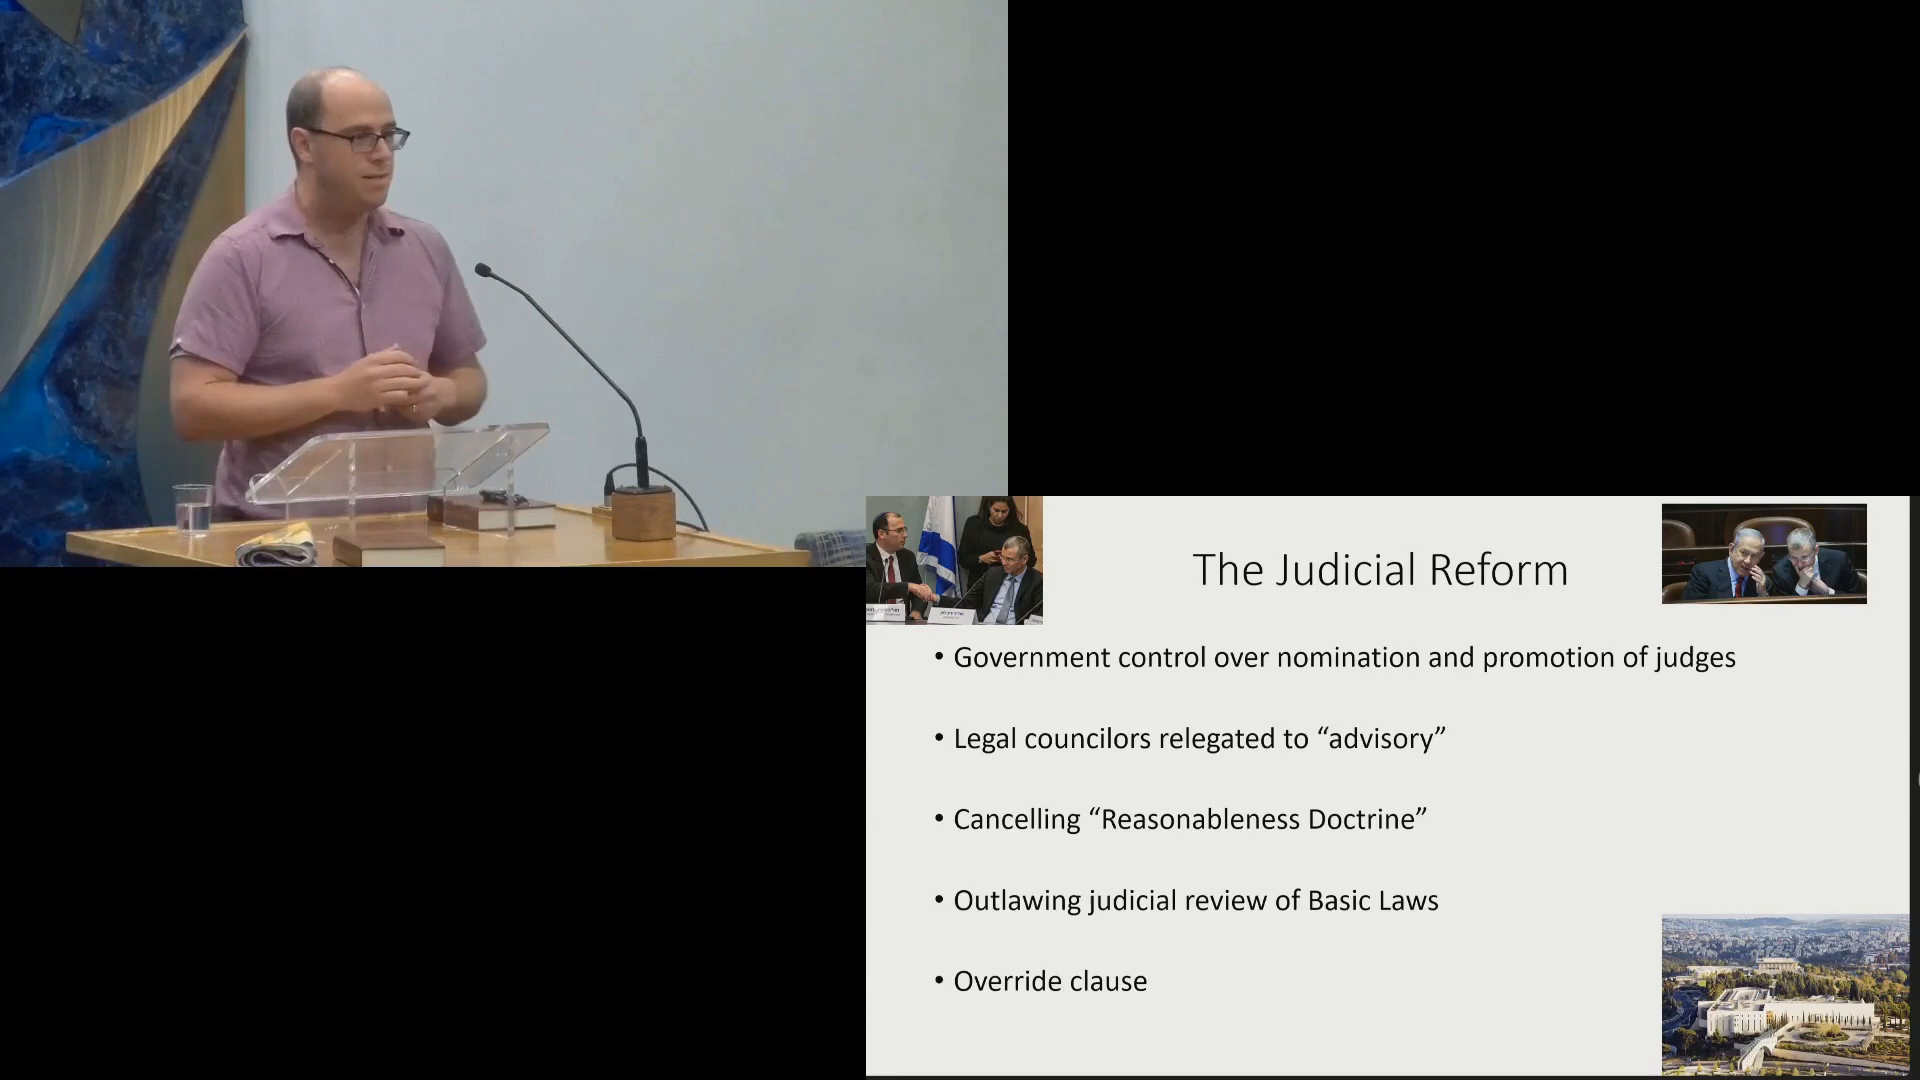 The Judicial Reform
• Government control over nomination and promotion of judges
• Legal councilors relegated to “advisory”
• Cancelling “Reasonableness Doctrine”
• Outlawing judicial review of Basic Laws
• Override clause